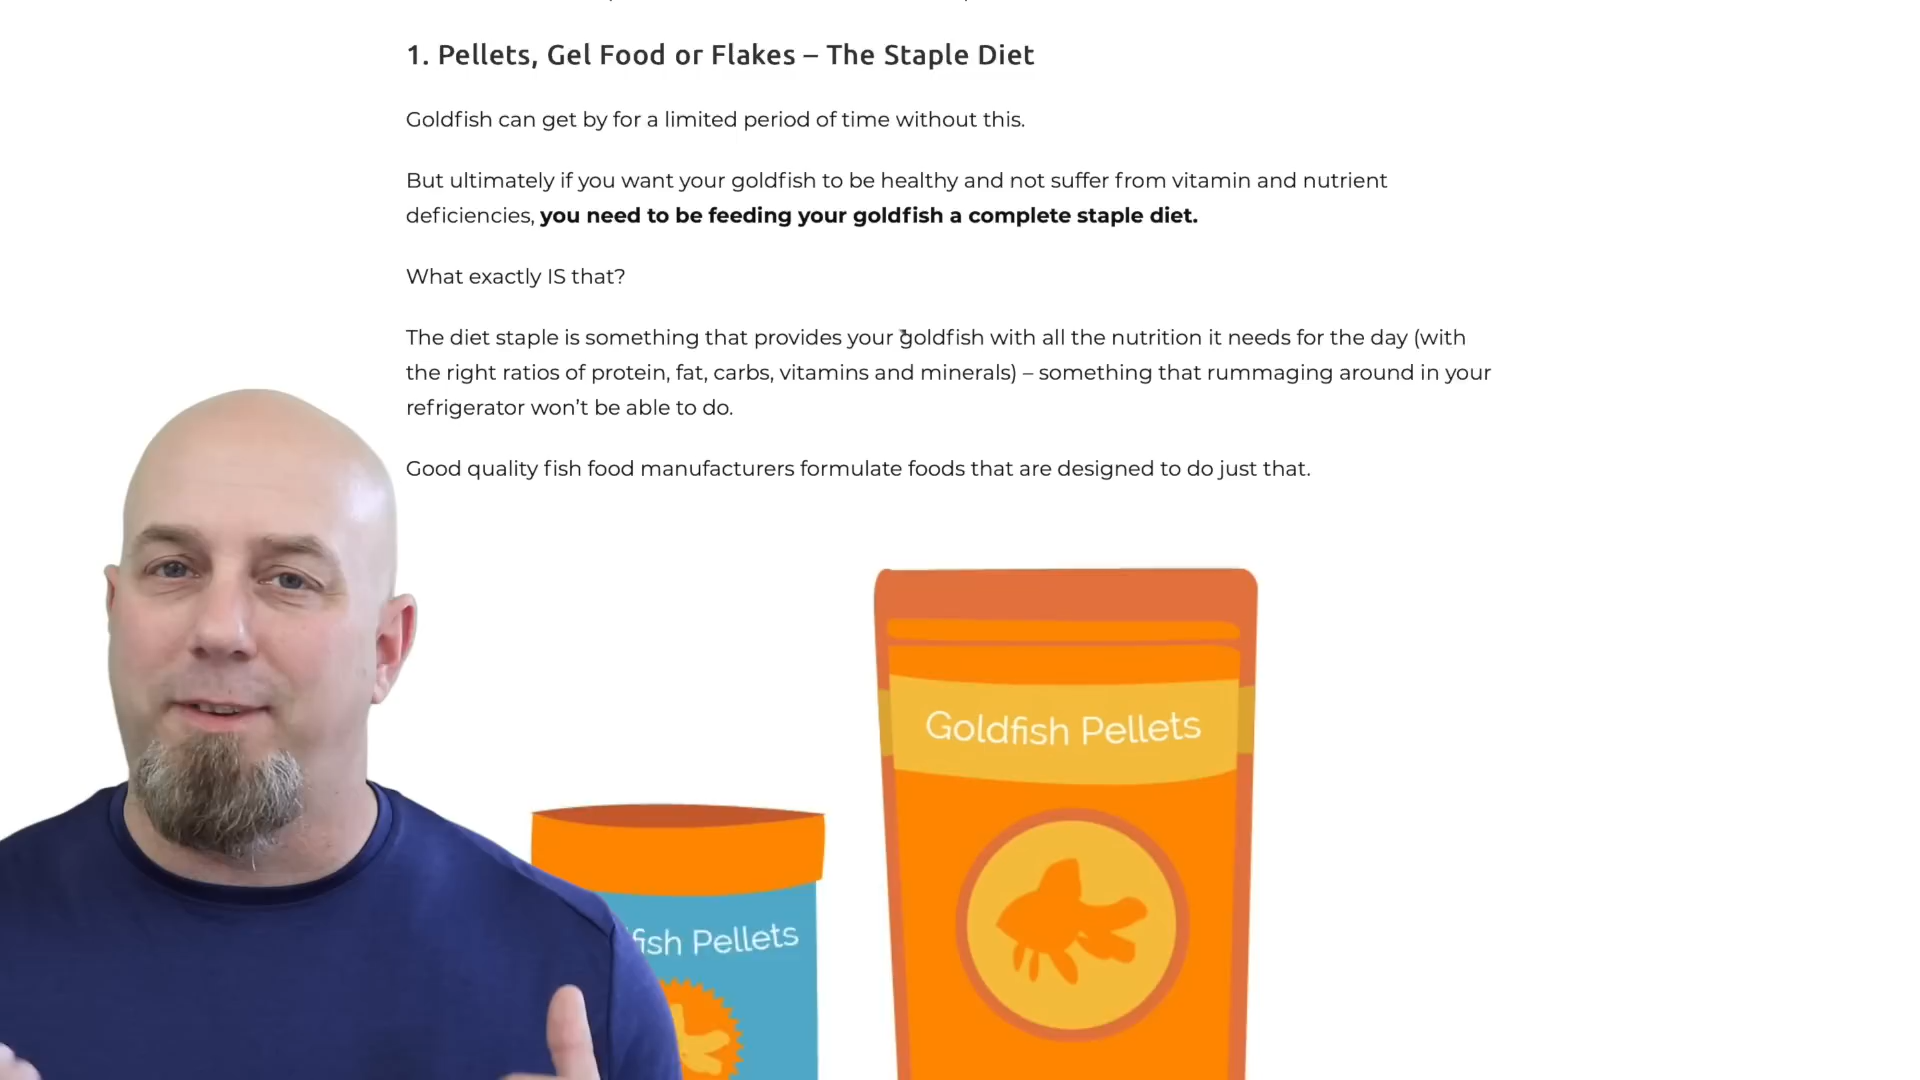 1. Pellets, Gel Food or Flakes – The Staple Diet
Goldfish can get by for a limited period of time without this.
But ultimately if you want your goldfish to be healthy and not suffer from vitamin and nutrient
deficiencies, you need to be feeding your goldfish a complete staple diet.
What exactly IS that?
The diet staple is something that provides your goldfish with all the nutrition it needs for the day (with
the right ratios of protein, fat, carbs, vitamins and minerals) – something that rummaging around in your
refrigerator won’t be able to do.
Good quality fish food manufacturers formulate foods that are designed to do just that.
Goldfish Pellets
fish Pellets